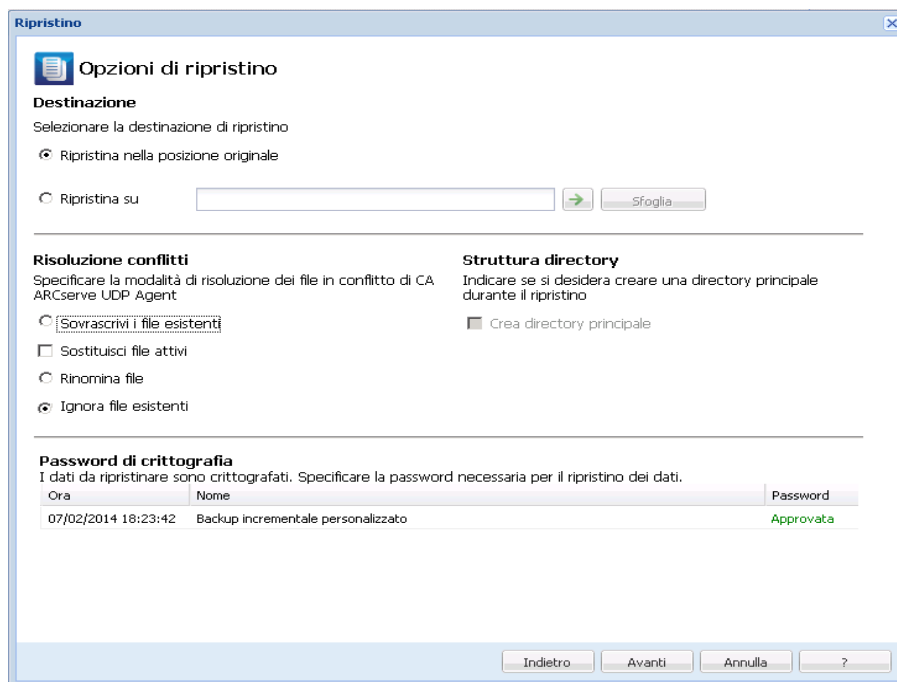 Ripristino
Opzioni di ripristino
Destinazione
Selezionare la destinazione di ripristino
Ripristina nella posizione originale
Ripristina su
Sfoglia
Risoluzione conflitti
Specificare la modalità di risoluzione dei file in conflitto di CA
ARCserve UDP Agent
Sovrascrivi i file esistenti
Sostituisci file attivi
Rinomina file
Ignora file esistenti
Struttura directory
Indicare se si desidera creare una directory principale
durante il ripristino
Crea directory principale
Password di crittografia
I dati da ripristinare sono crittografati. Specificare la password necessaria per il ripristino dei dati.
Ora Nome Password
07/02/2014 18:23:42 Backup incrementale personalizzato Approvata
Indietro Avanti Annulla ?